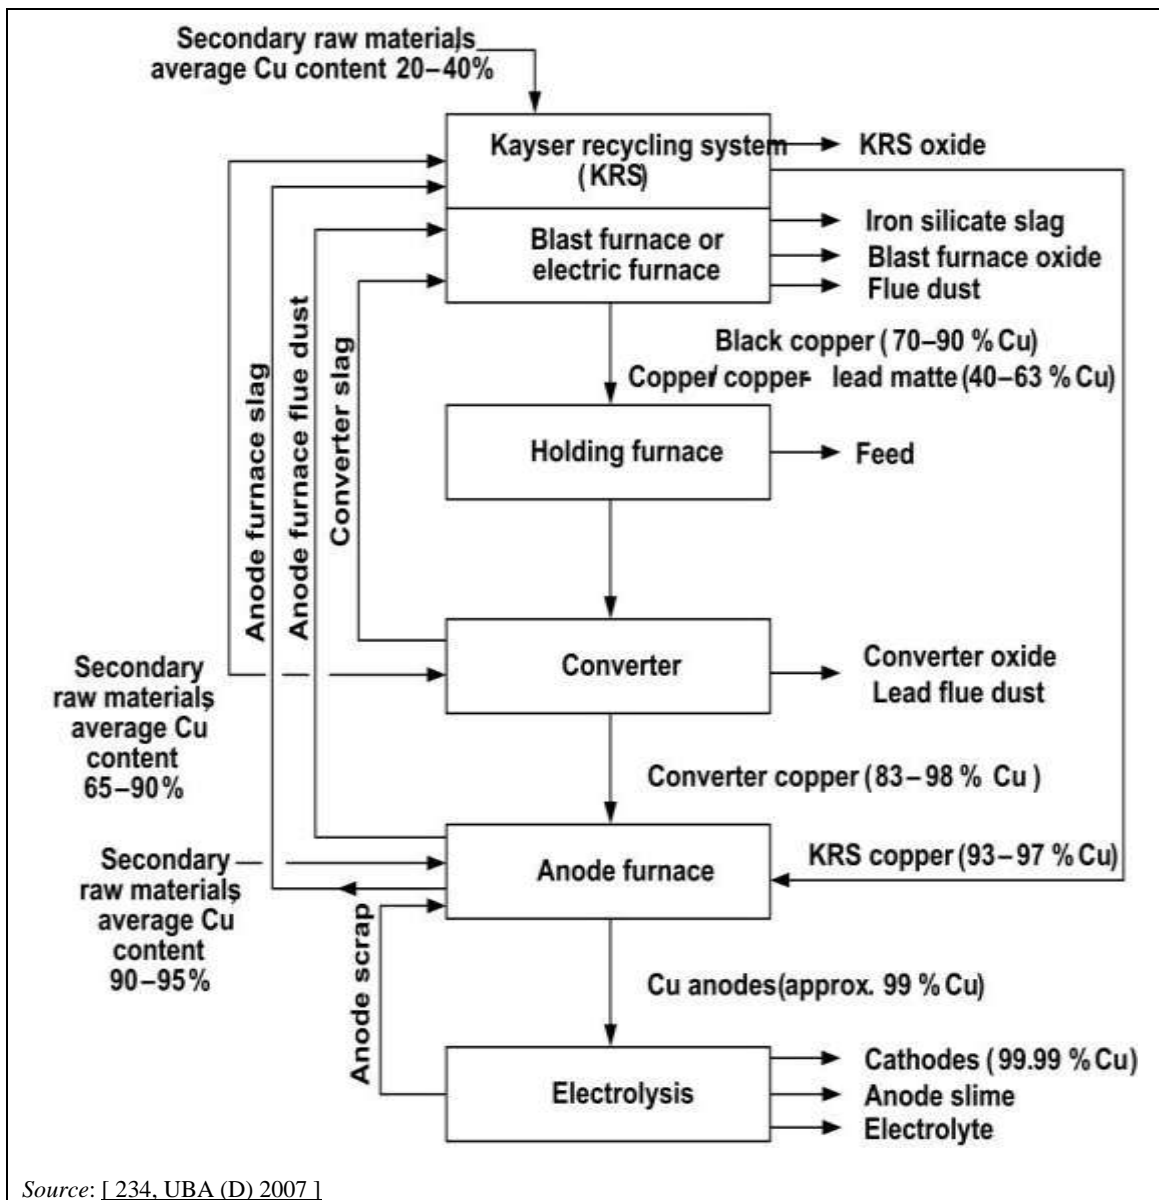 Secondary raw materials
average Cu content 20–40%
Kayser recycling system
(KRS)
KRS oxide
Blast furnace or
electric furnace
Iron silicate slag
Blast furnace oxide
Flue dust
Black copper (70–90 % Cu)
Copper/ copper- lead matte (40–63 % Cu)
Anode furnace slag
Anode furnace flue dust
Converter slag
Holding furnace
Feed
Secondary
raw materials
average Cu
content
65–90%
Converter
Converter oxide
Lead flue dust
Converter copper (83–98 % Cu )
Secondary
raw materials
average Cu
content
90–95%
Anode furnace
KRS copper (93–97 % Cu)
Anode scrap
Cu anodes(approx. 99 % Cu)
Electrolysis
Cathodes (99.99 % Cu)
Anode slime
Electrolyte
Source: [ 234, UBA (D) 2007 ]